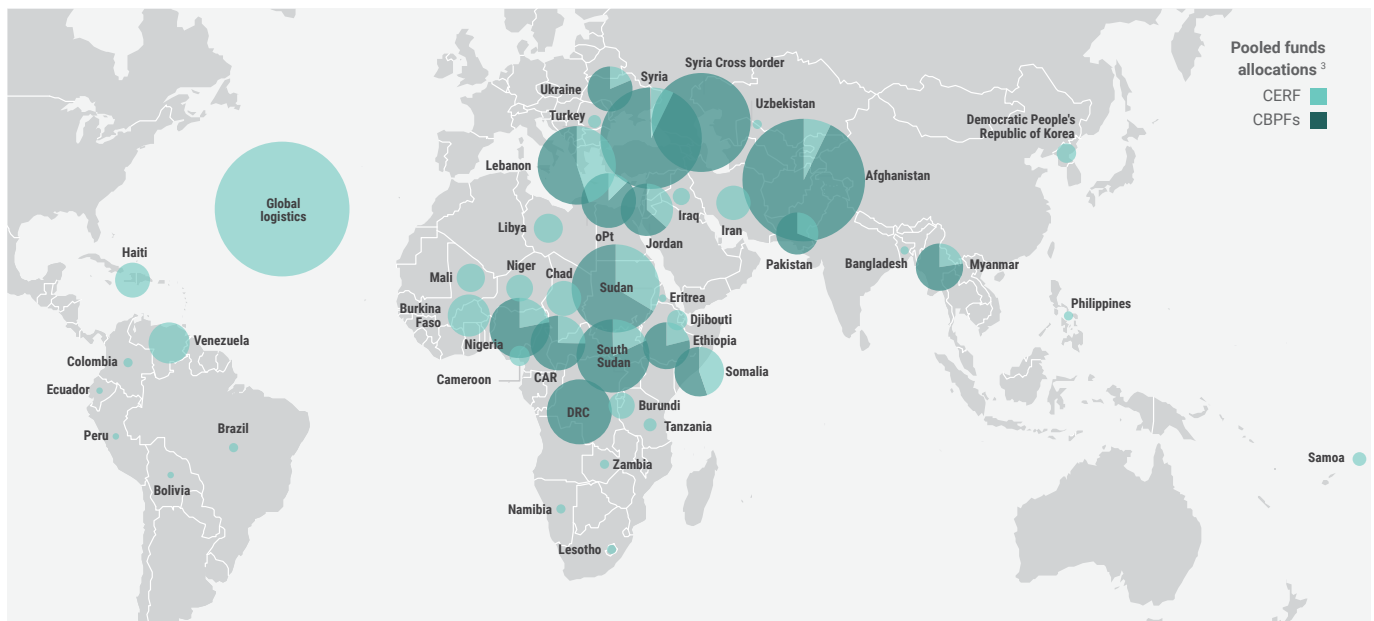 Pooled funds
allocations 3
CERF
CBPFs
Syria Cross border
Syria
Ukraine
Uzbekistan
Turkey
Democratic People's
Republic of Korea
Lebanon
Afghanistan
Global
logistics
Iraq
Iran
Libya
oPt
Jordan
Haiti
Pakistan
Bangladesh
Myanmar
Niger
Chad
Mali
Sudan
Eritrea
Burkina
Faso
Philippines
Djibouti
Venezuela
Nigeria
Ethiopia
South
Sudan
Colombia
Somalia
Cameroon
CAR
Ecuador
DRC
Burundi
Tanzania
Brazil
Peru
Samoa
Zambia
Bolivia
Namibia
Lesotho